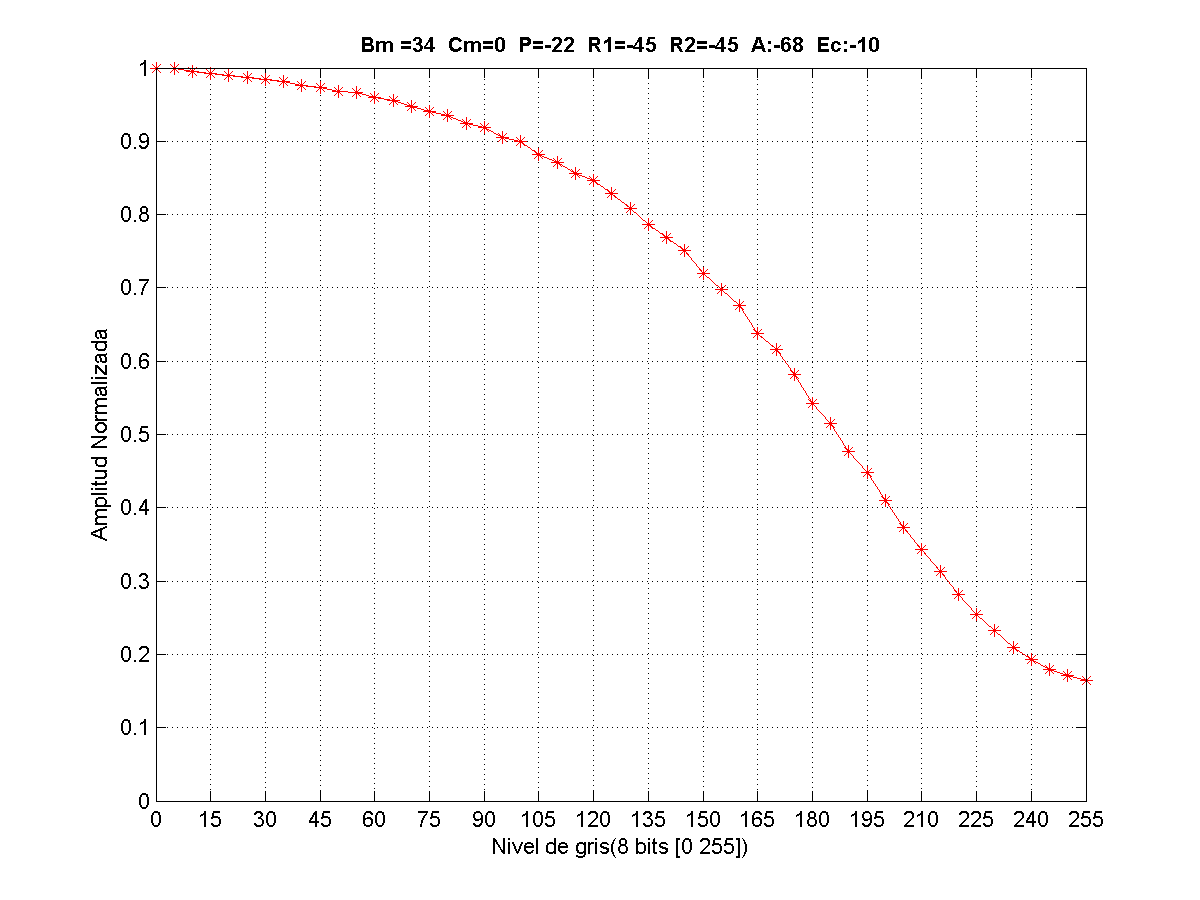 Bm =34  Cm=0  P=-22  R1=-45  R2=-45  A:-68  Ec:-10
1
0.9
0.8
0.7
0.6
0.5
0.4
0.3
0.2
0.1
0
Amplitud Normalizada
0 15 30 45 60 75 90 105 120 135 150 165 180 195 210 225 240 255
Nivel de gris(8 bits [0 255])